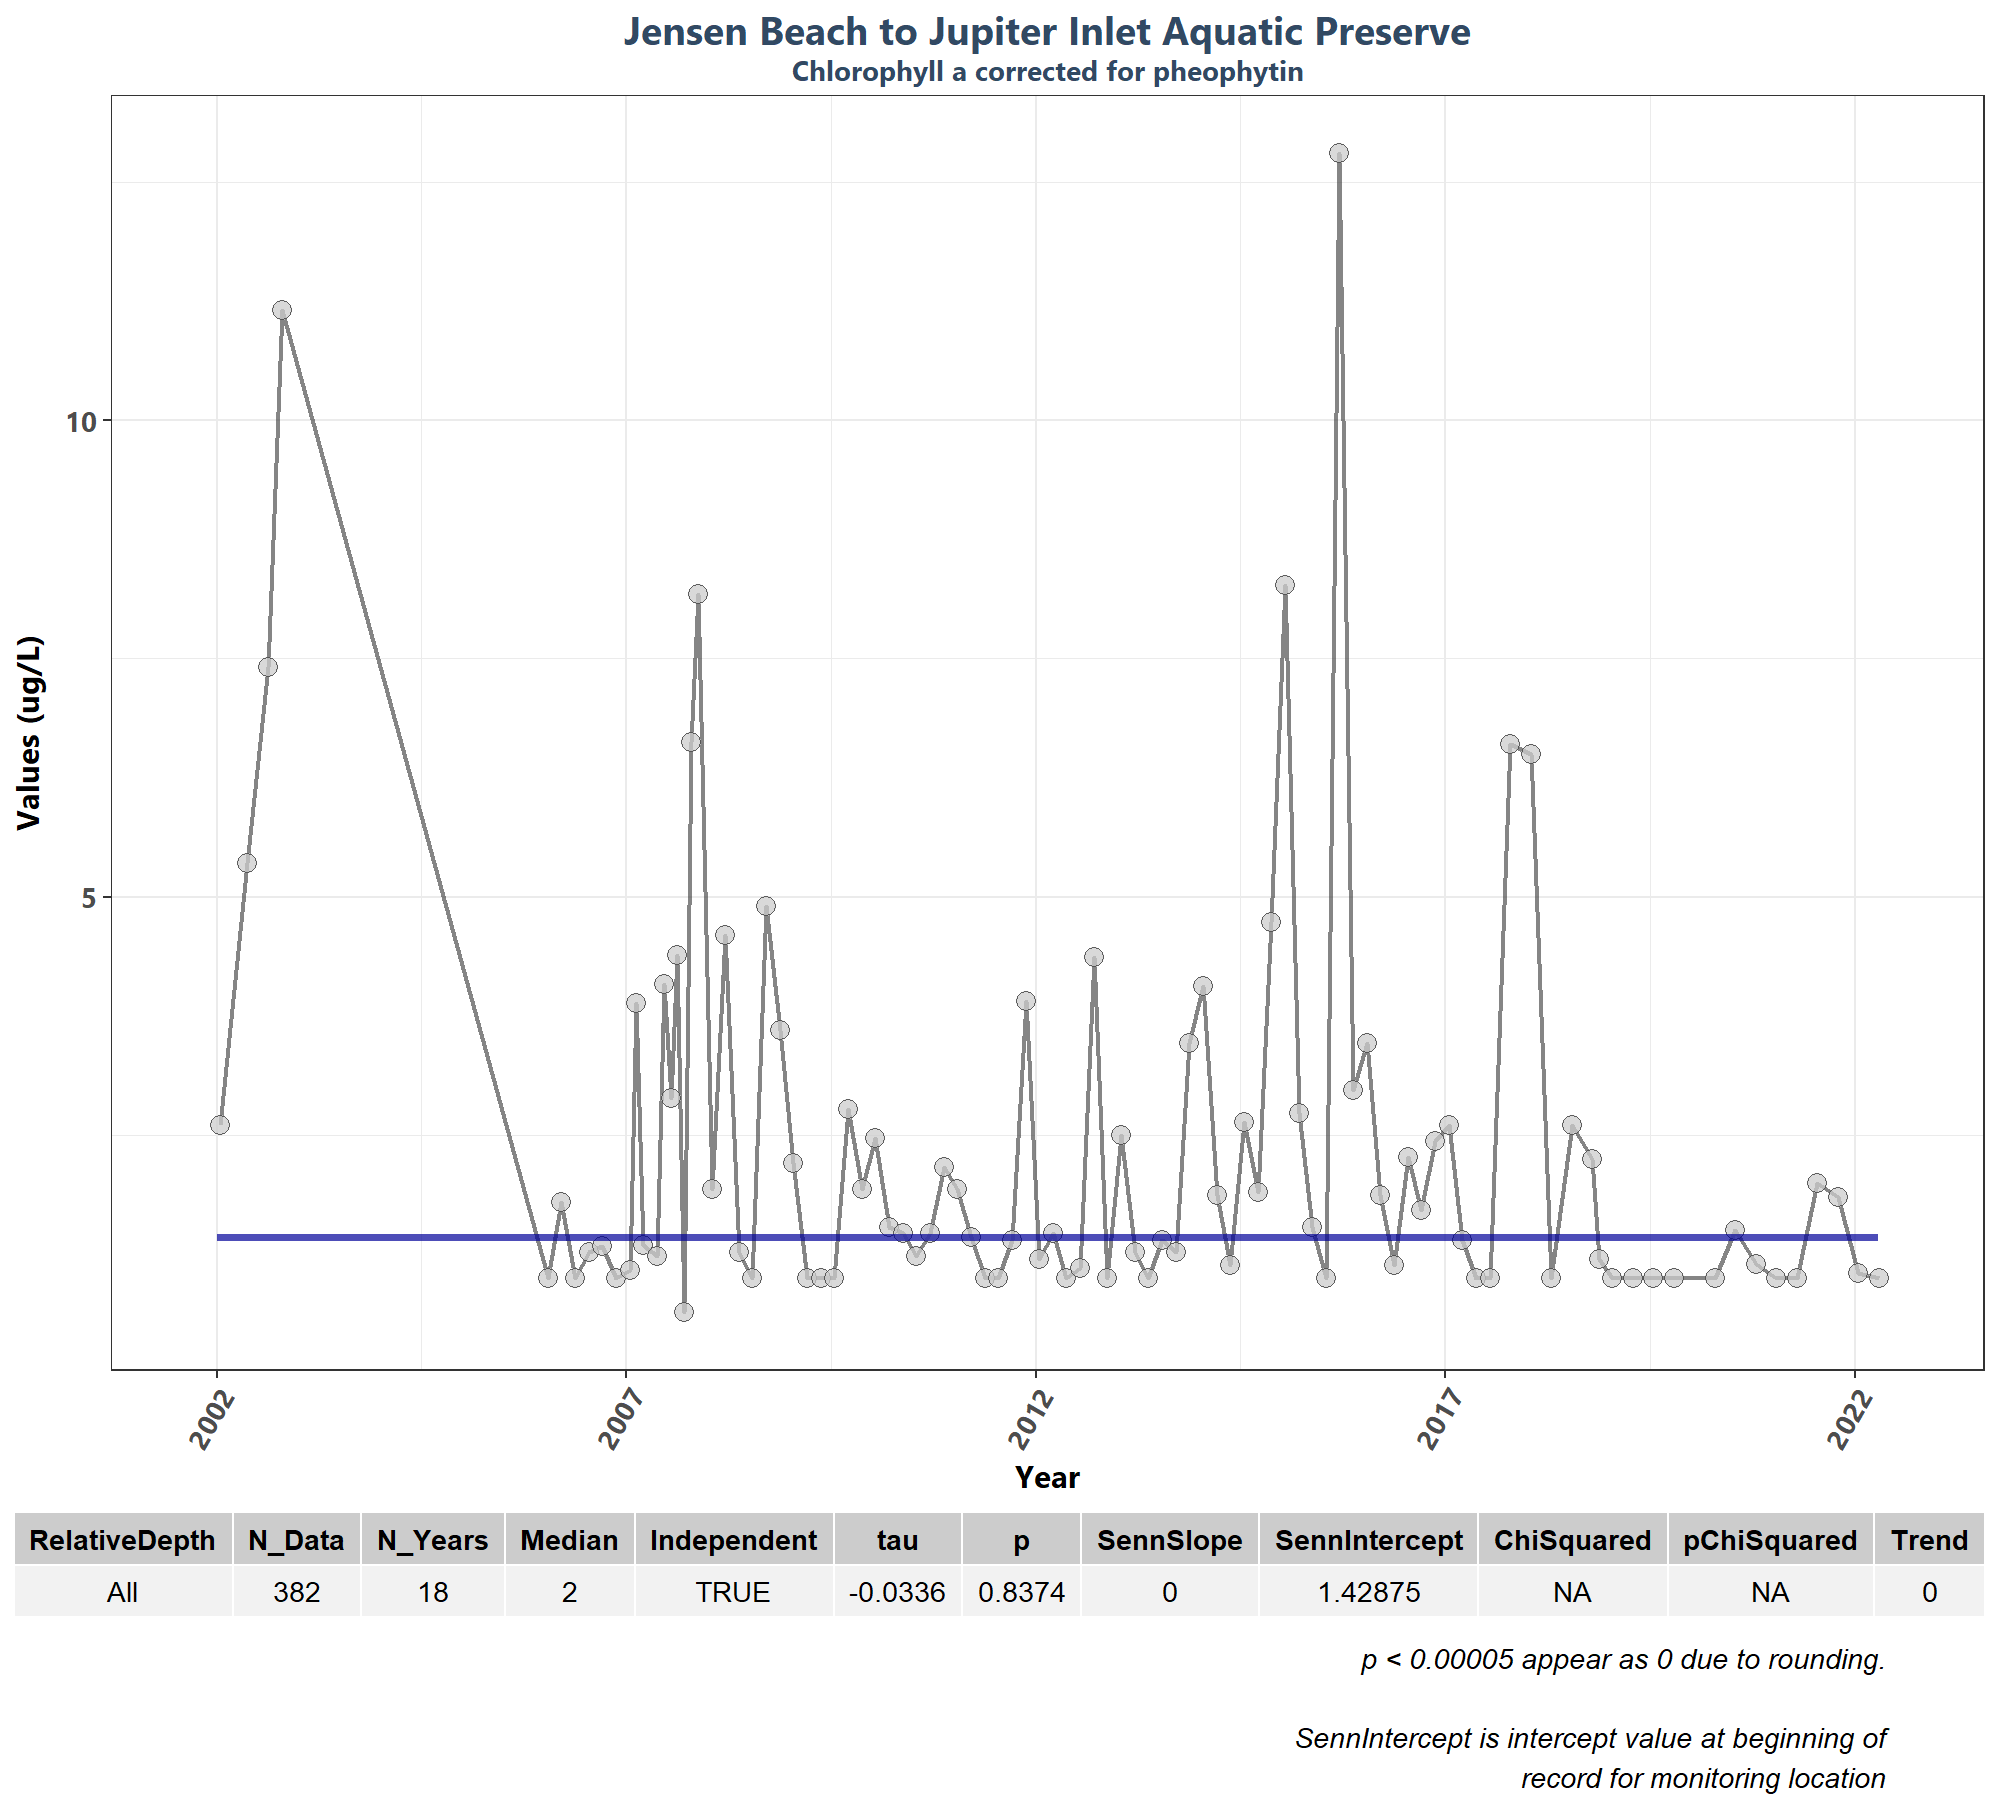 Jensen Beach to Jupiter Inlet Aquatic Preserve
Chlorophyll a corrected for pheophytin
Values (ug/L)
10
5
2002
2007
2012
2017
2022
Year
RelativeDepth N_Data N_Years Median Independent tau p SennSlope SennIntercept ChiSquared pChiSquared Trend
All 382 18 2 TRUE -0.0336 0.8374 0 1.42875 NA NA 0
p < 0.00005 appear as 0 due to rounding.
SennIntercept is intercept value at beginning of
record for monitoring location